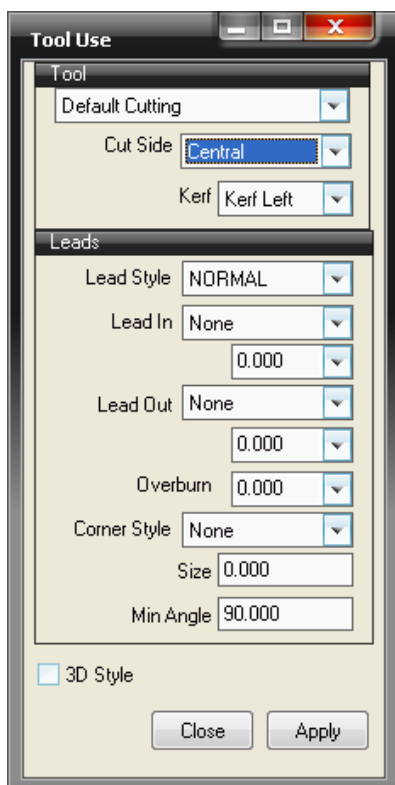 Tool Use
Tool
Default Cutting
Cut Side Central
Kerf Kerf Left
Leads
Lead Style NORMAL
Lead In None
0.000
Lead Out None
0.000
Overburn 0.000
Corner Style None
Size 0.000
Min Angle 90.000
3D Style
Close Apply